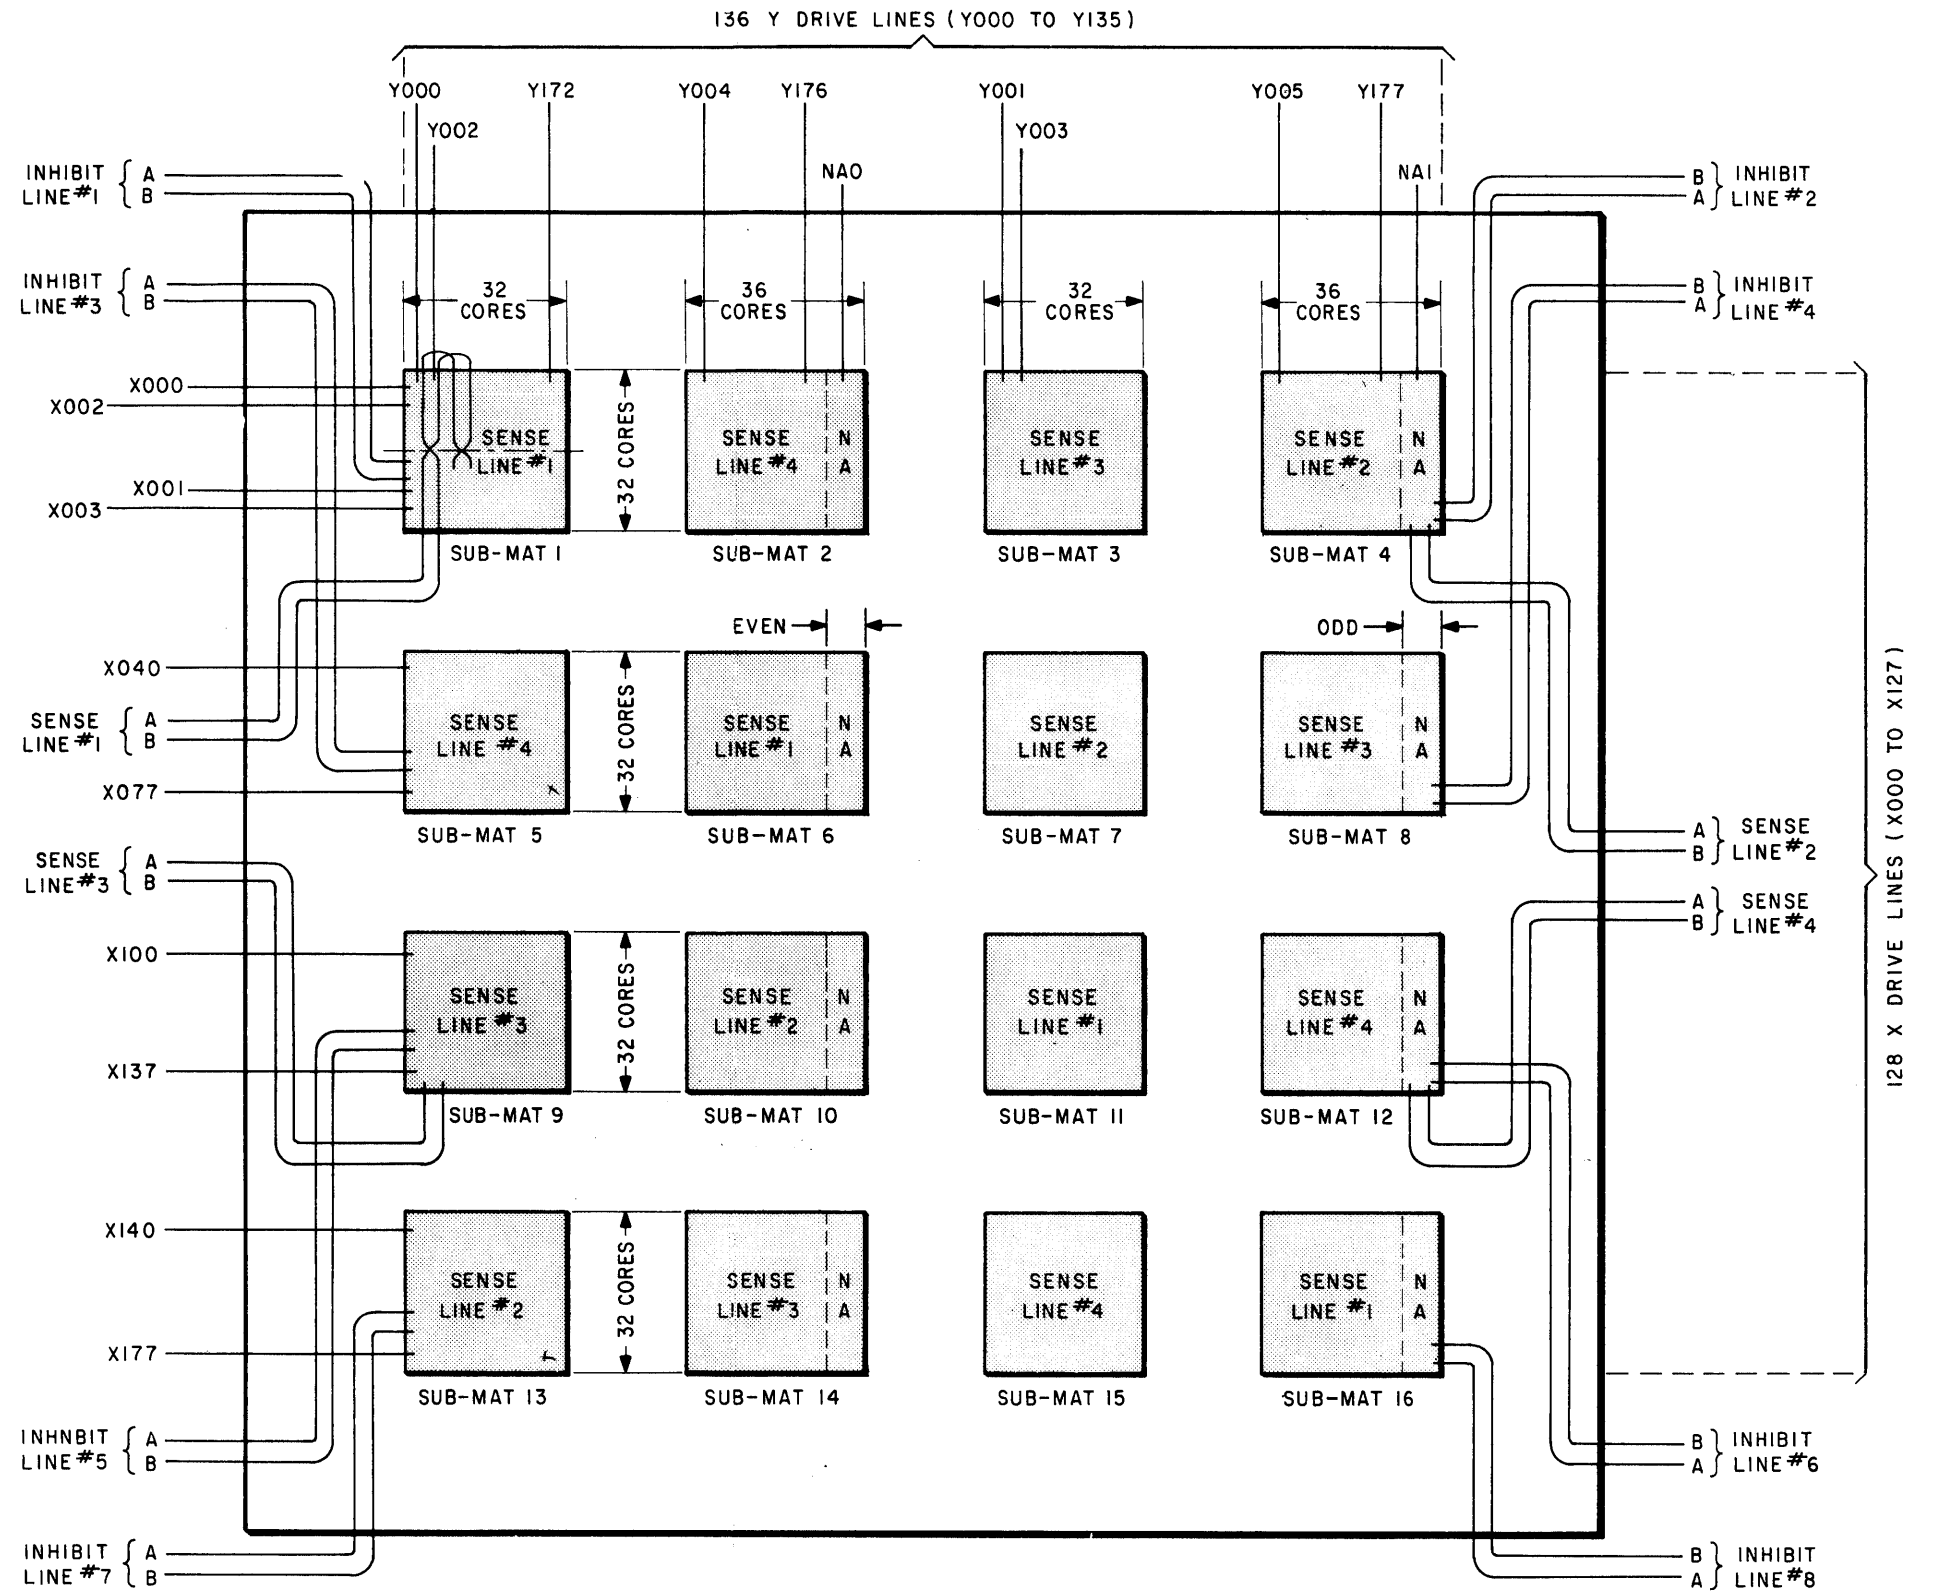 136 Y DRIVE LINES (Y000 TO Y135)
Y000
Y172
Y004
Y176
Y001
Y005
Y177
Y002
Y003
NA0
NA1
INHIBIT
LINE #1
A
B
B
A
INHIBIT
LINE #2
INHIBIT
LINE #3
A
B
B
A
INHIBIT
LINE #4
32
CORES
36
CORES
32
CORES
36
CORES
X000
X002
X001
X003
SENSE
LINE #1
32 CORES
SENSE
LINE #4
N
A
SENSE
LINE #3
SENSE
LINE #2
N
A
SUB-MAT 1
SUB-MAT 2
SUB-MAT 3
SUB-MAT 4
EVEN
ODD
X040
X077
SENSE
LINE #1
A
B
SENSE
LINE #4
32 CORES
SENSE
LINE #1
N
A
SENSE
LINE #2
SENSE
LINE #3
N
A
SUB-MAT 5
SUB-MAT 6
SUB-MAT 7
SUB-MAT 8
A
B
SENSE
LINE #2
128 X DRIVE LINES (X000 TO X127)
SENSE
LINE #3
A
B
A
B
SENSE
LINE #4
X100
X137
SENSE
LINE #3
32 CORES
SENSE
LINE #2
N
A
SENSE
LINE #1
SENSE
LINE #4
N
A
SUB-MAT 9
SUB-MAT 10
SUB-MAT 11
SUB-MAT 12
X140
X177
SENSE
LINE #2
32 CORES
SENSE
LINE #3
N
A
SENSE
LINE #4
SENSE
LINE #1
N
A
SUB-MAT 13
SUB-MAT 14
SUB-MAT 15
SUB-MAT 16
INHNBIT
LINE #5
A
B
B
A
INHIBIT
LINE #6
INHIBIT
LINE #7
A
B
B
A
INHIBIT
LINE #8